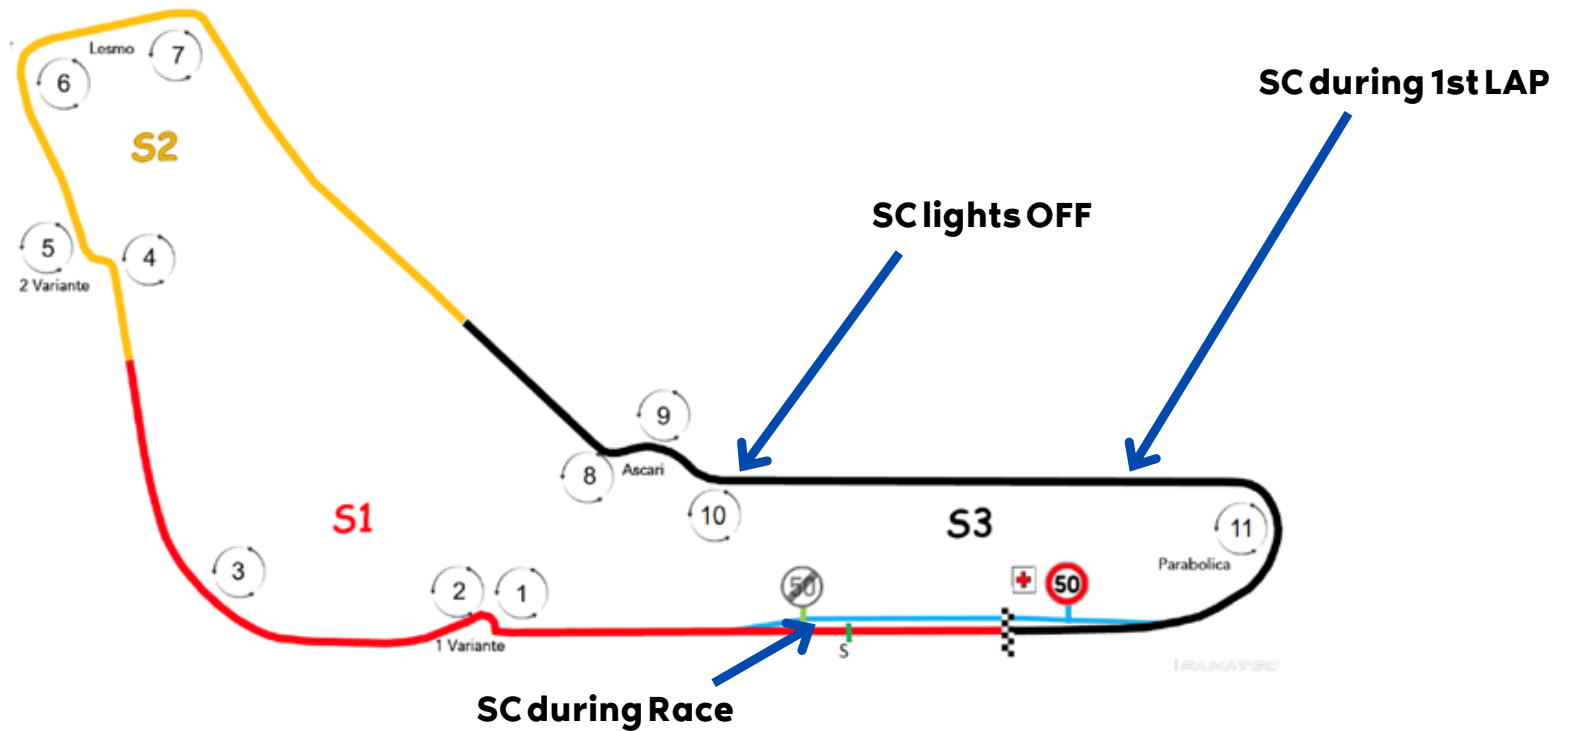 Lesmo
7
6
SC during 1st LAP
S2
SC lights OFF
5
4
2 Variante
9
8
Ascari
10
S1
S3
11
Parabolica
3
2
1
50
50
1 Variante
S
FANATEC
SC during Race